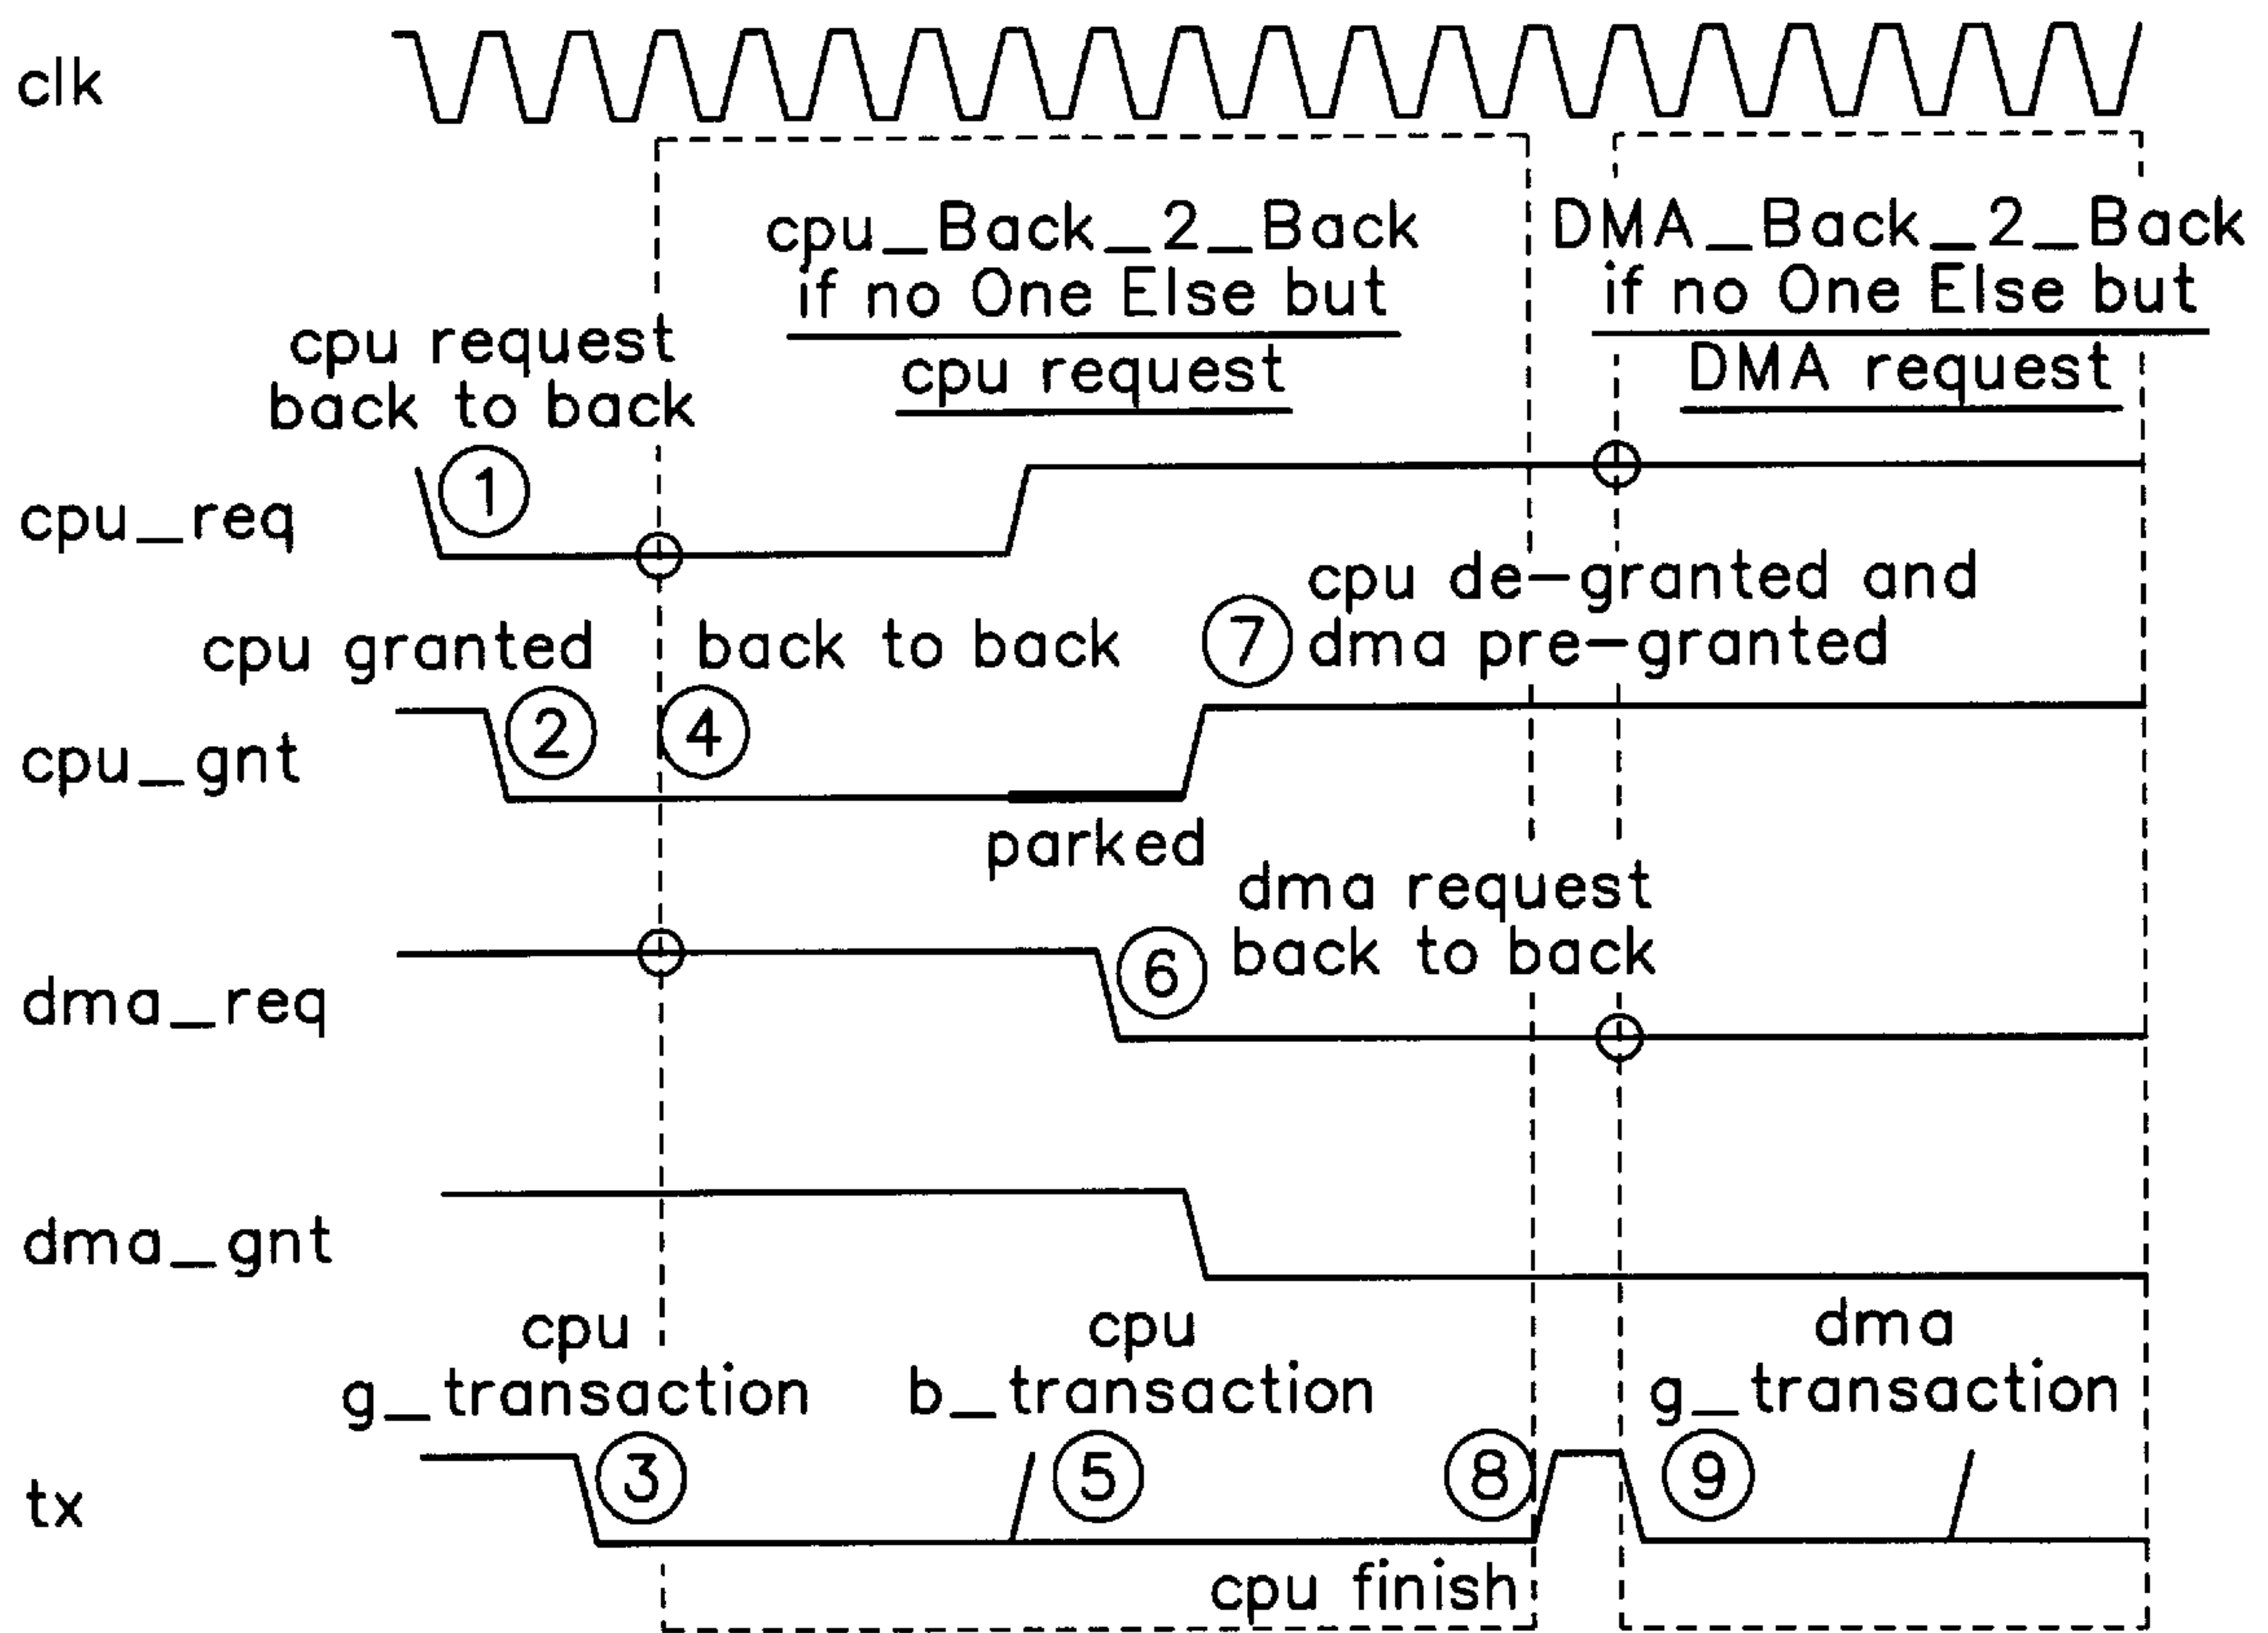 clk
cpu_Back_2_Back
if no One Else but
cpu request
DMA_Back_2_Back
if no One Else but
DMA request
cpu request
back to back
1
cpu_req
cpu granted
back to back
7
cpu de-granted and
dma pre-granted
2
4
cpu_gnt
parked
dma request
back to back
6
dma_req
dma_gnt
cpu
g_transaction
cpu
b_transaction
dma
g_transaction
3
5
8
9
tx
cpu finish